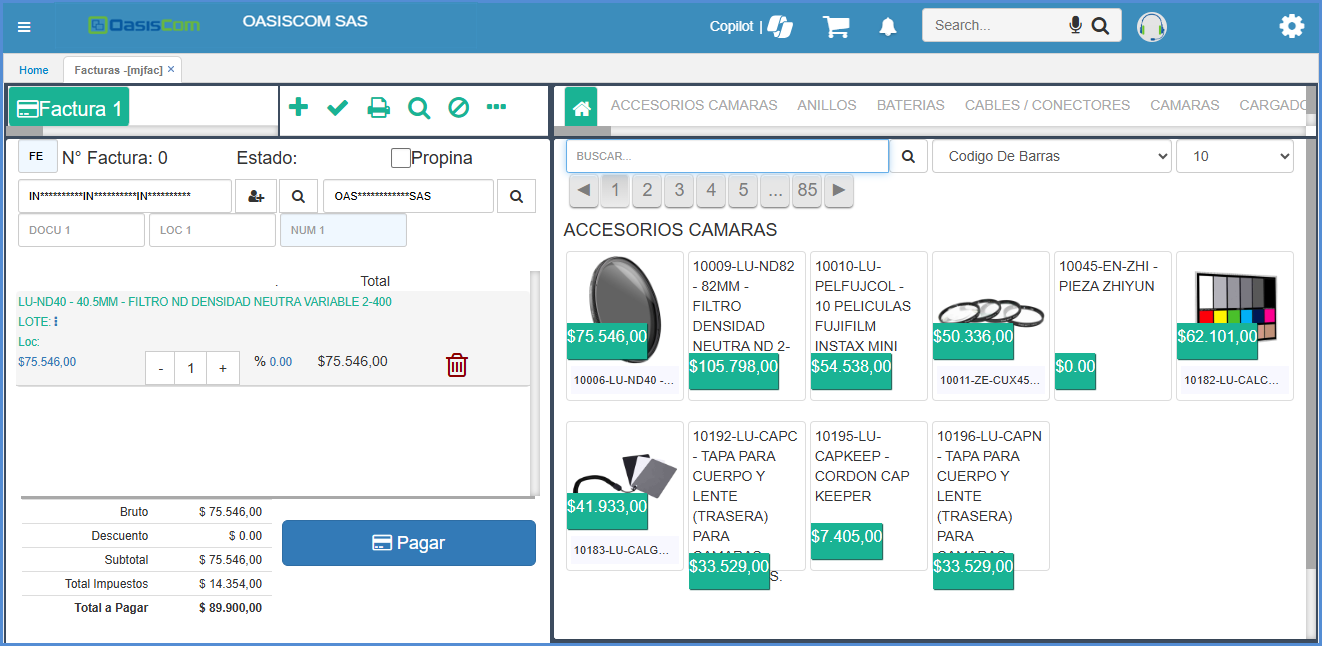 OasisCom
OASISCOM SAS
Copilot |
Search...
Home
Facturas -[mjfac] ×
Factura 1
ACCESORIOS CAMARAS ANILLOS BATERIAS CABLES / CONECTORES CAMARAS CARGADO
FE
N° Factura: 0
Estado:
Propina
IN**********IN**********IN**********
OAS************SAS
DOCU 1
LOC 1
NUM 1
. Total
LU-ND40 - 40.5MM - FILTRO ND DENSIDAD NEUTRA VARIABLE 2-400
LOTE:
Loc:
$75.546,00
- 1 +
% 0.00
$75.546,00
Bruto $ 75.546,00
Descuento $ 0.00
Subtotal $ 75.546,00
Total Impuestos $ 14.354,00
Total a Pagar $ 89.900,00
Pagar
BUSCAR...
Codigo De Barras
10
◀ 1 2 3 4 5 ... 85 ▶
ACCESORIOS CAMARAS
$75.546,00
10006-LU-ND40 -...
10009-LU-ND82
- 82MM -
FILTRO
DENSIDAD
NEUTRA ND 2-
$105.798,00
10010-LU-
PELFUJCOL -
10 PELICULAS
FUJIFILM
INSTAX MINI
$54.538,00
$50.336,00
10011-ZE-CUX45...
10045-EN-ZHI -
PIEZA ZHIYUN
$0.00
$62.101,00
10182-LU-CALC...
$41.933,00
10183-LU-CALG...
10192-LU-CAPC
- TAPA PARA
CUERPO Y
LENTE
(TRASERA)
PARA
CAMARAS
$33.529,00
S.
10195-LU-
CAPKEEP -
CORDON CAP
KEEPER
$7.405,00
10196-LU-CAPN
- TAPA PARA
CUERPO Y
LENTE
(TRASERA)
PARA
CAMARAS
$33.529,00